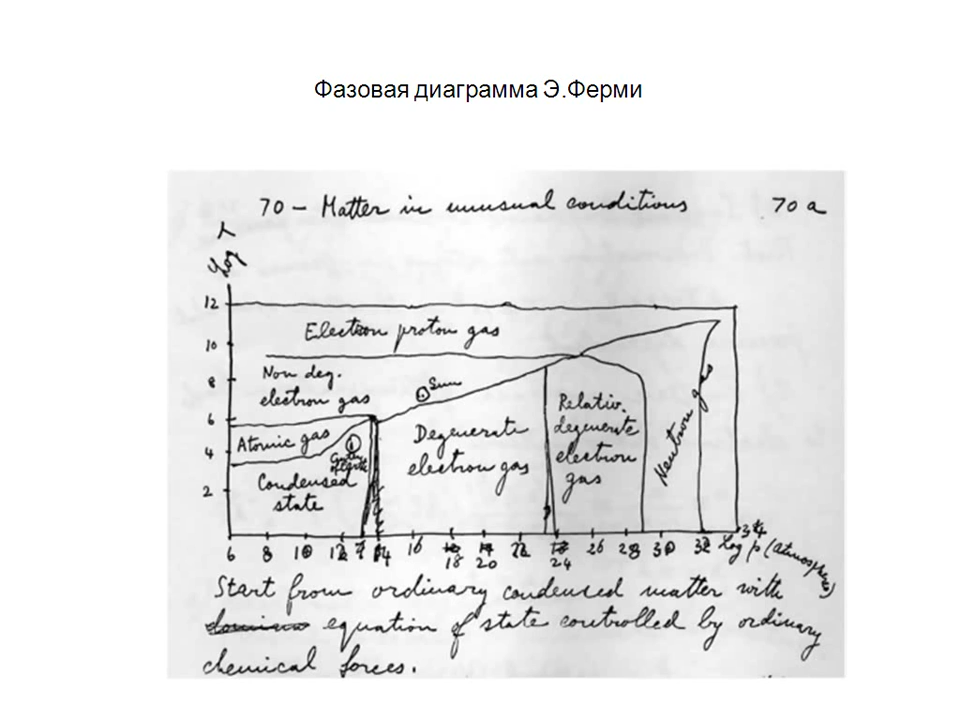 Фазовая диаграмма Э.Ферми
70 – Matter in unusual conditions 70 a
Log T
12
10
8
6
4
2
Electron proton gas
Non deg.
electron gas
Atomic gas
Condensed
state
Sun
Degenerate
electron gas
Relativ.
degenerate
electron
gas
Neutron gas
6 8 10 12 14 16 18 20 22 24 26 28 30 32 34 Log p (atmospheres)
Start from ordinary condensed matter with
equation of state controlled by ordinary
chemical forces.